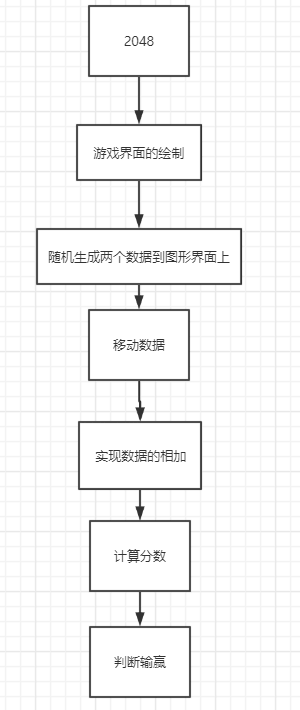 2048
游戏界面的绘制
随机生成两个数据到图形界面上
移动数据
实现数据的相加
计算分数
判断输赢